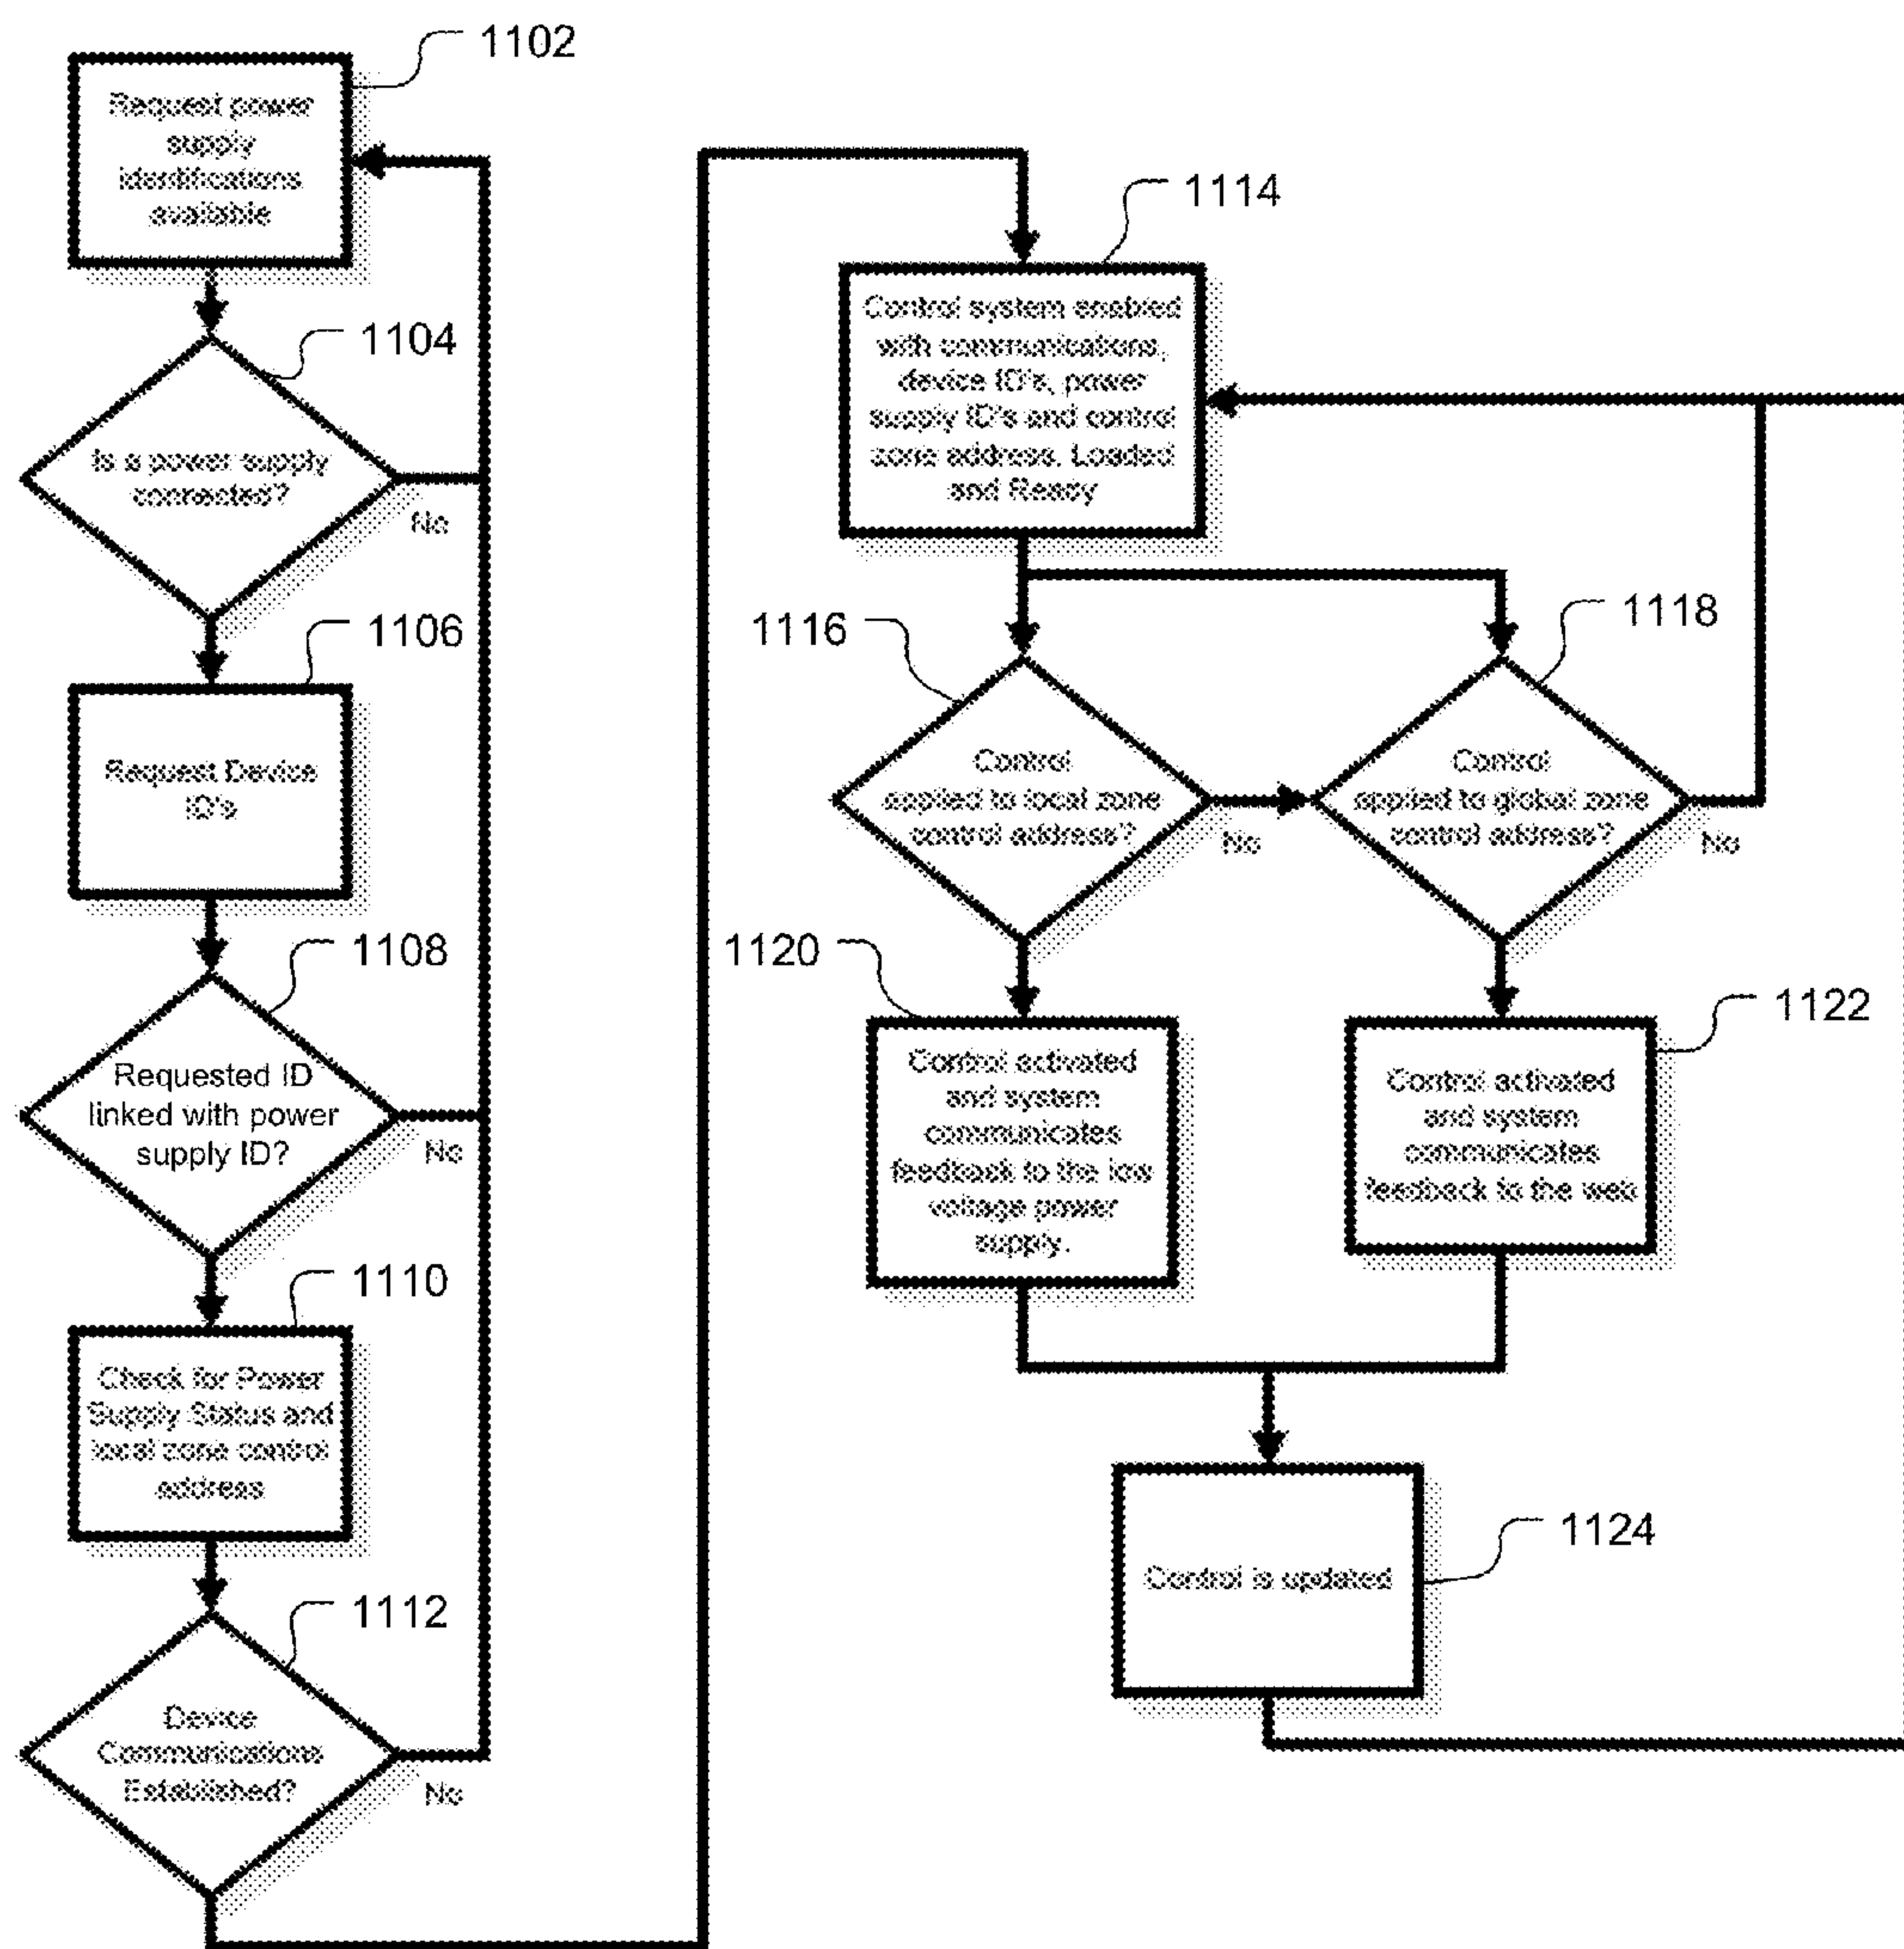 1102
Request power
supply
identifications
available
1104
Is a power supply
connected?
No
1106
Request Device
ID's
1108
Requested ID
linked with power
supply ID?
No
1110
Check for Power
Supply Status and
local zone control
address
1112
Device
Communications
Established?
No
1114
Control system enabled
with communications,
device ID's, power
supply ID's and control
zone address. Loaded
and Ready
1116
Control
applied to local zone
control address?
No
1118
Control
applied to global zone
control address?
No
1120
Control activated
and system
communicates
feedback to the low
voltage power
supply.
1122
Control activated
and system
communicates
feedback to the web
1124
Control is updated